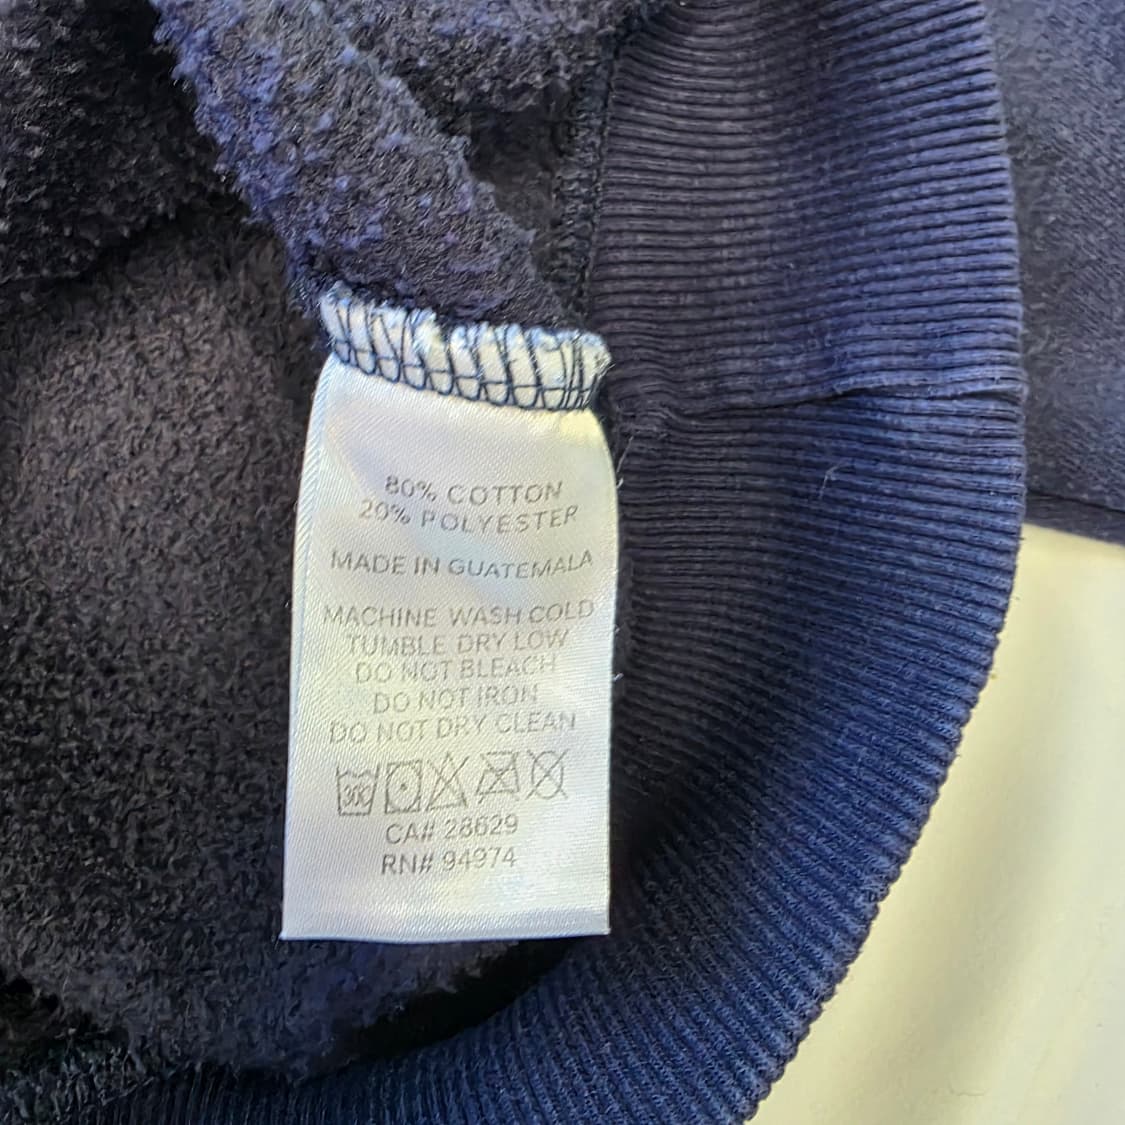 80% COTTON
20% POLYESTER
MADE IN GUATEMALA
MACHINE WASH COLD
TUMBLE DRY LOW
DO NOT BLEACH
DO NOT IRON
DO NOT DRY CLEAN
30C
CA# 28629
RN# 94974